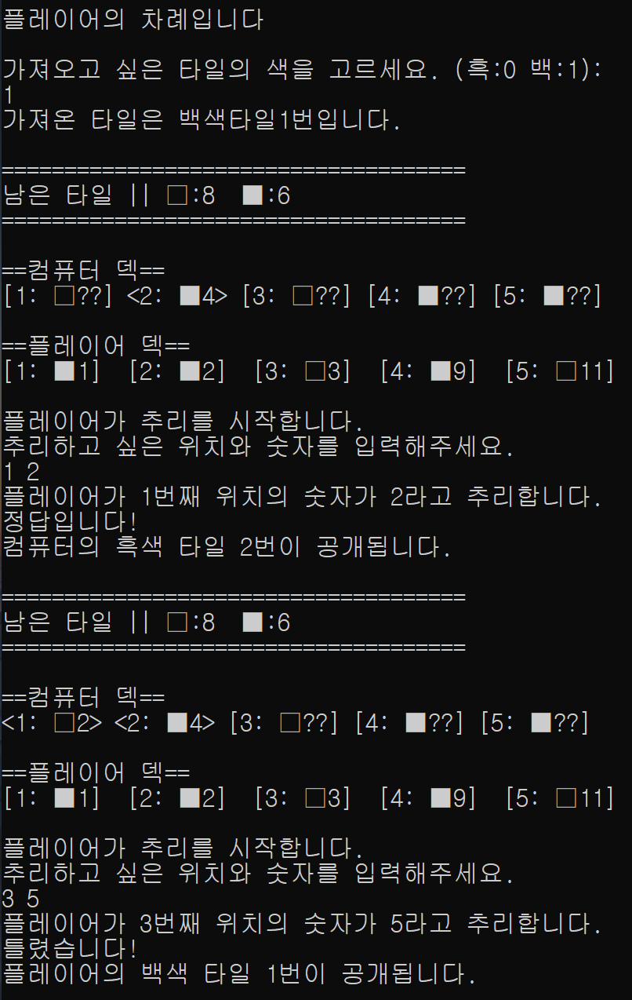 플레이어의 차례입니다
가져오고 싶은 타일의 색을 고르세요. (흑:0 백:1):
1
가져온 타일은 백색타일1번입니다.
=====================================
남은 타일 || □:8  ■:6
=====================================
==컴퓨터 덱==
[1: □??] <2: ■4> [3: □??] [4: ■??] [5: ■??]
==플레이어 덱==
[1: ■1]  [2: ■2]  [3: □3]  [4: ■9]  [5: □11]
플레이어가 추리를 시작합니다.
추리하고 싶은 위치와 숫자를 입력해주세요.
1 2
플레이어가 1번째 위치의 숫자가 2라고 추리합니다.
정답입니다!
컴퓨터의 흑색 타일 2번이 공개됩니다.
=====================================
남은 타일 || □:8  ■:6
=====================================
==컴퓨터 덱==
<1: □2> <2: ■4> [3: □??] [4: ■??] [5: ■??]
==플레이어 덱==
[1: ■1]  [2: ■2]  [3: □3]  [4: ■9]  [5: □11]
플레이어가 추리를 시작합니다.
추리하고 싶은 위치와 숫자를 입력해주세요.
3 5
플레이어가 3번째 위치의 숫자가 5라고 추리합니다.
틀렸습니다!
플레이어의 백색 타일 1번이 공개됩니다.